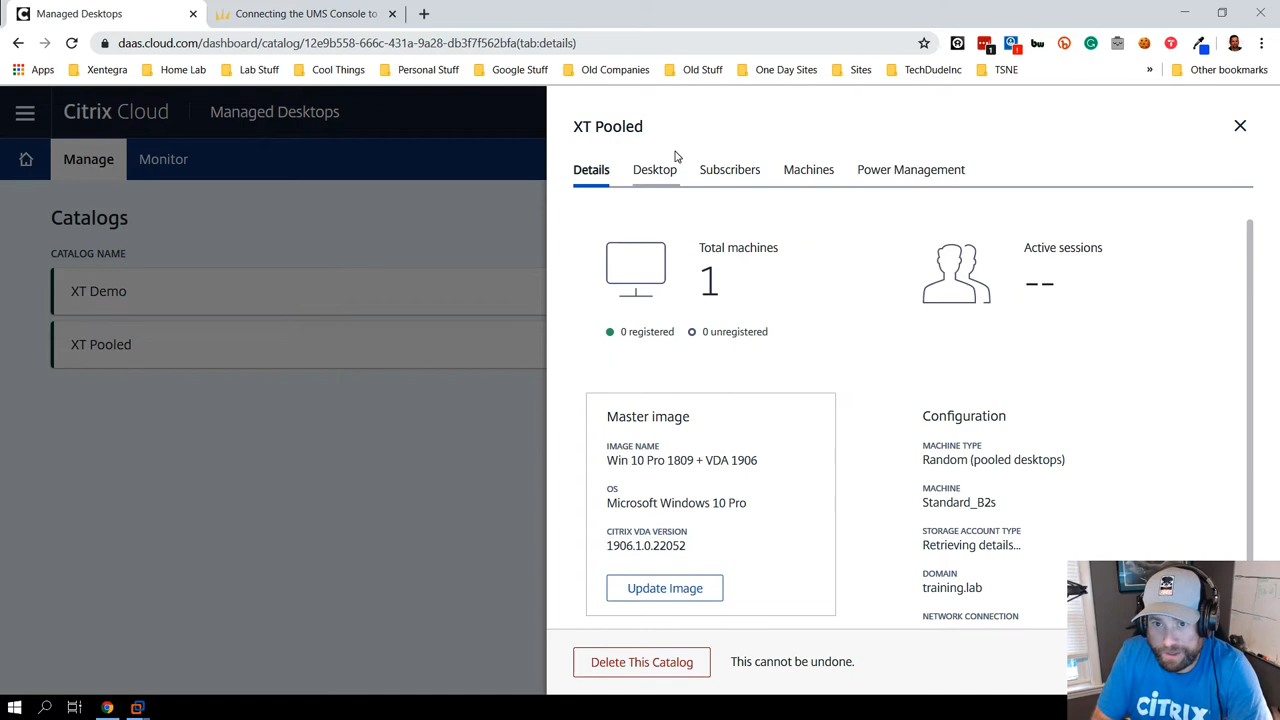 Managed Desktops
Connecting the UMS Console to
daas.cloud.com/dashboard/catalog/12e9b558-666c-431a-9a28-db3f7f562bfa(tab:details)
Apps
Xentegra
Home Lab
Lab Stuff
Cool Things
Personal Stuff
Google Stuff
Old Companies
Old Stuff
One Day Sites
Sites
TechDudeInc
TSNE
»
Other bookmarks
Citrix Cloud
Managed Desktops
Manage
Monitor
Catalogs
CATALOG NAME
XT Demo
XT Pooled
XT Pooled
Details
Desktop
Subscribers
Machines
Power Management
Total machines
1
0 registered
0 unregistered
Active sessions
--
Master image
IMAGE NAME
Win 10 Pro 1809 + VDA 1906
OS
Microsoft Windows 10 Pro
CITRIX VDA VERSION
1906.1.0.22052
Update Image
Configuration
MACHINE TYPE
Random (pooled desktops)
MACHINE
Standard_B2s
STORAGE ACCOUNT TYPE
Retrieving details...
DOMAIN
training.lab
NETWORK CONNECTION
Delete This Catalog
This cannot be undone.
CITRIX